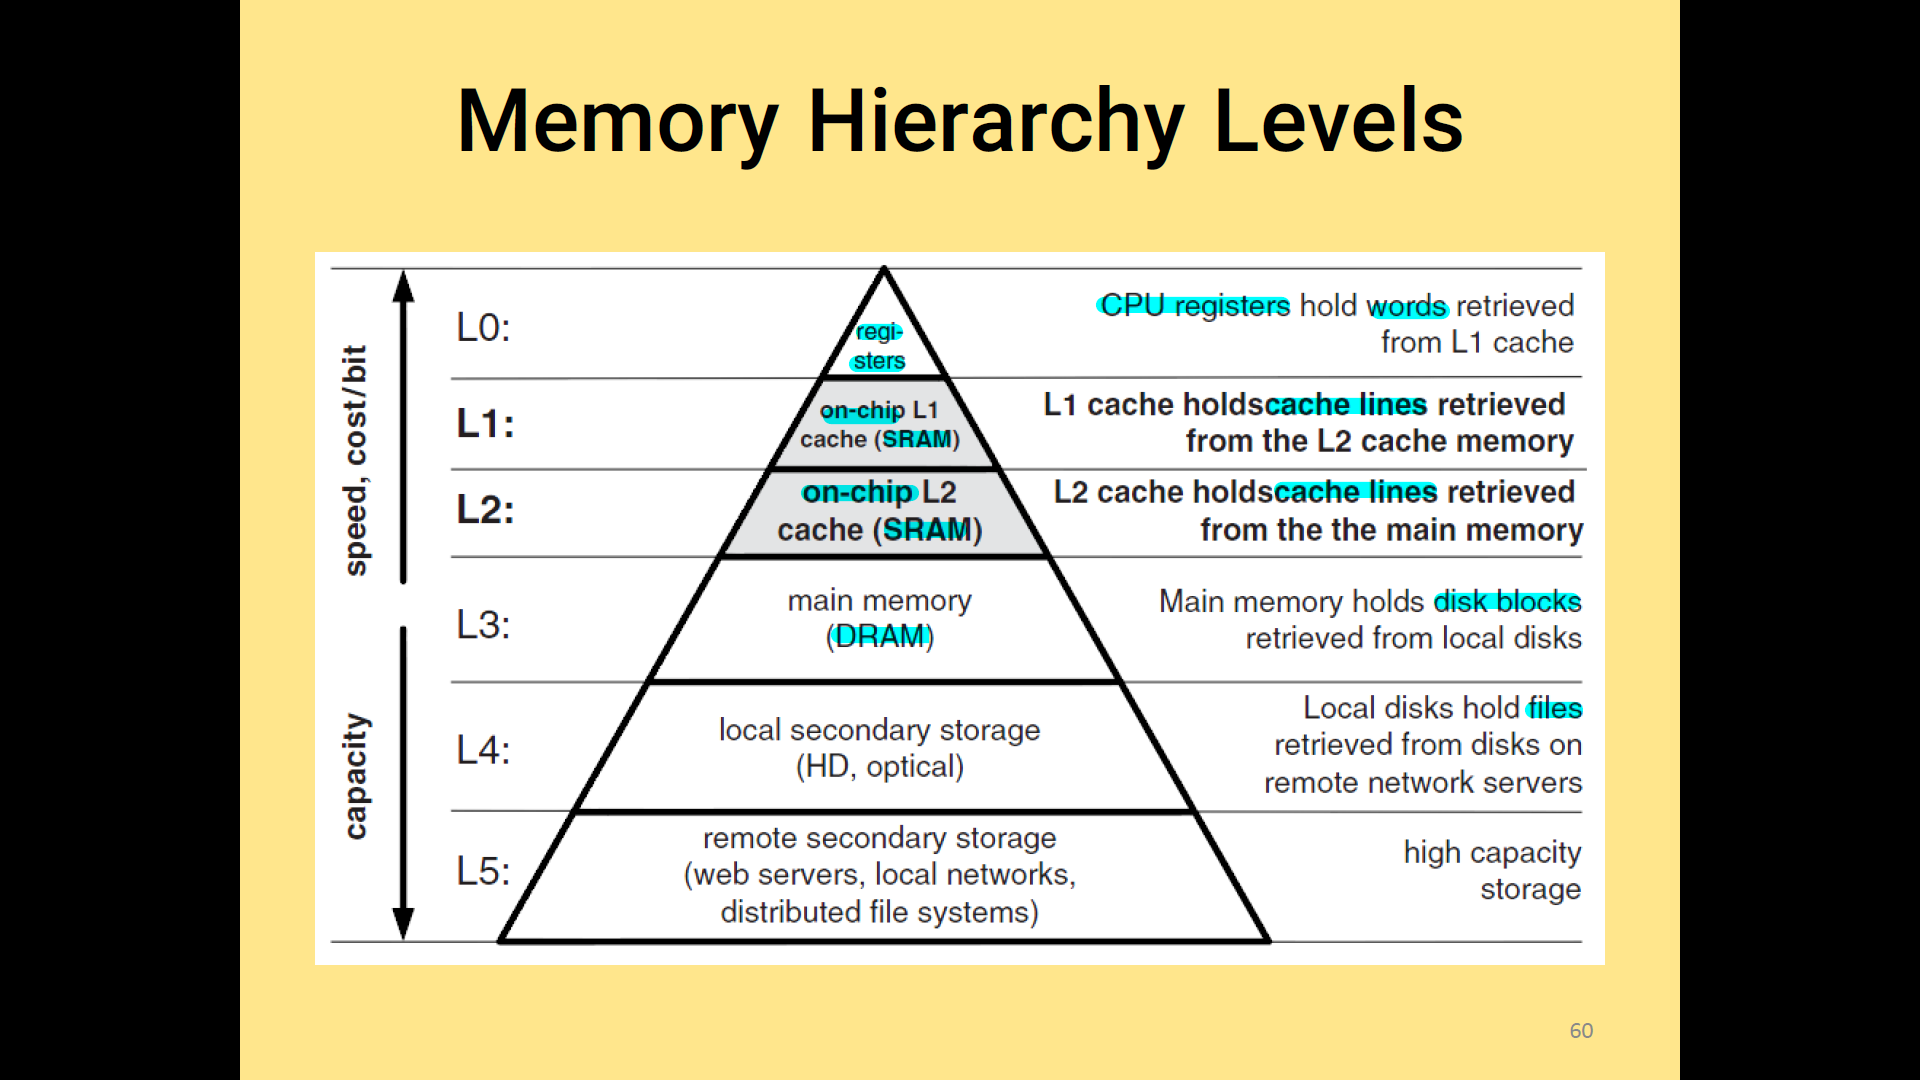 Memory Hierarchy Levels
speed, cost/bit
capacity
L0:
regi-
sters
CPU registers hold words retrieved
from L1 cache
L1:
on-chip L1
cache (SRAM)
L1 cache holdscache lines retrieved
from the L2 cache memory
L2:
on-chip L2
cache (SRAM)
L2 cache holdscache lines retrieved
from the the main memory
L3:
main memory
(DRAM)
Main memory holds disk blocks
retrieved from local disks
L4:
local secondary storage
(HD, optical)
Local disks hold files
retrieved from disks on
remote network servers
L5:
remote secondary storage
(web servers, local networks,
distributed file systems)
high capacity
storage
60